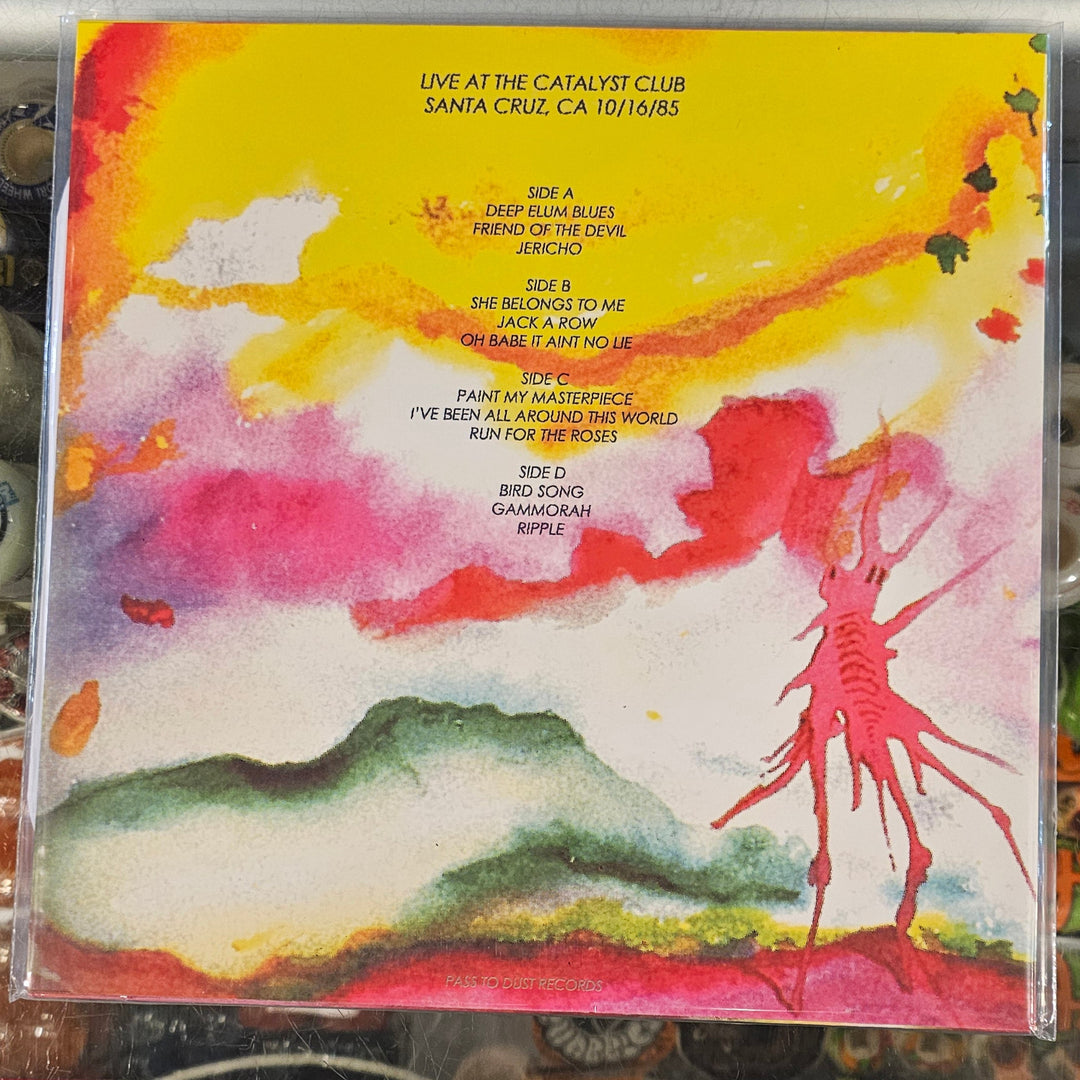 LIVE AT THE CATALYST CLUB
SANTA CRUZ, CA 10/16/85
SIDE A
DEEP ELUM BLUES
FRIEND OF THE DEVIL
JERICHO
SIDE B
SHE BELONGS TO ME
JACK A ROW
OH BABE IT AINT NO LIE
SIDE C
PAINT MY MASTERPIECE
I'VE BEEN ALL AROUND THIS WORLD
RUN FOR THE ROSES
SIDE D
BIRD SONG
GAMMORAH
RIPPLE
PASS TO DUST RECORDS